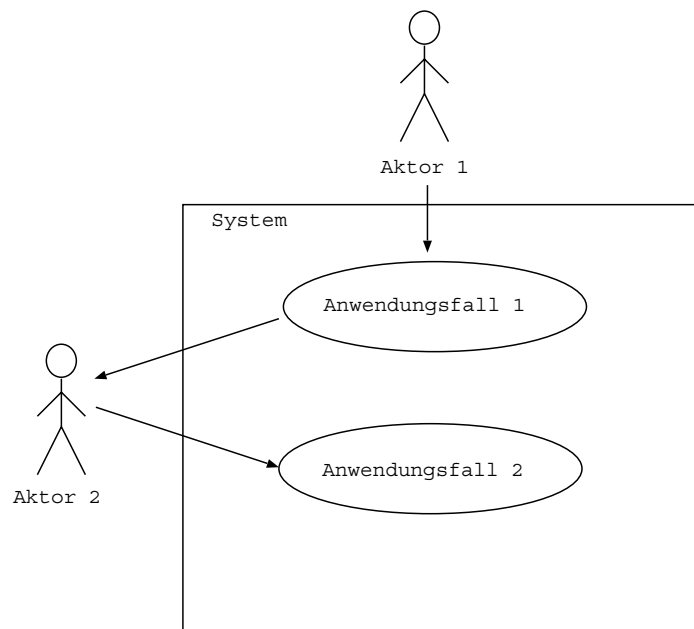 Aktor 1
System
Anwendungsfall 1
Anwendungsfall 2
Aktor 2